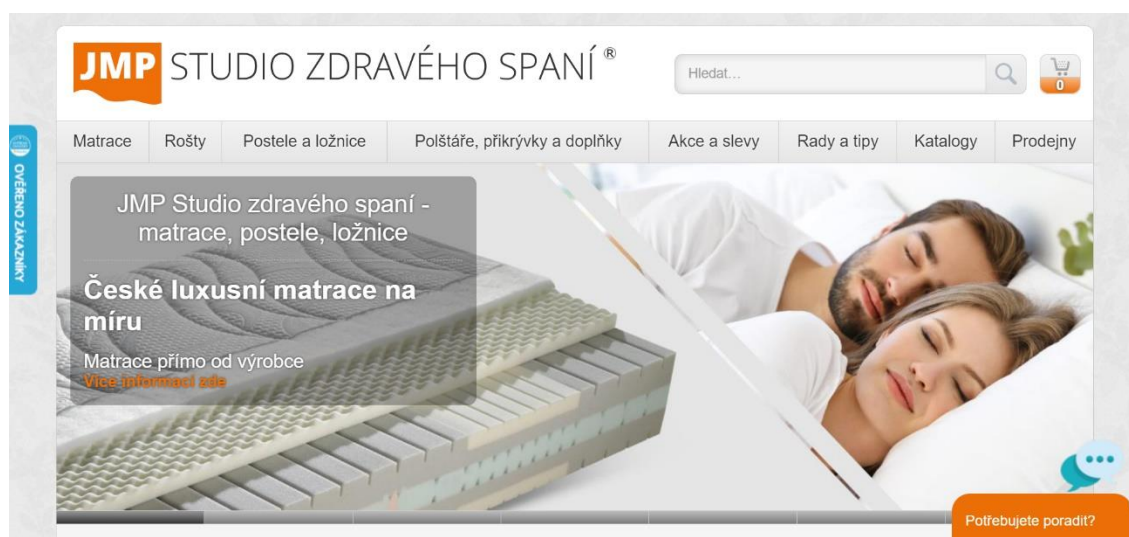 JMP STUDIO ZDRAVÉHO SPANÍ ®
Hledat...
0
Matrace Rošty Postele a ložnice Polštáře, přikrývky a doplňky Akce a slevy Rady a tipy Katalogy Prodejny
OVĚŘENO ZÁKAZNÍKY
JMP Studio zdravého spaní -
matrace, postele, ložnice
České luxusní matrace na
míru
Matrace přímo od výrobce
Více informací zde
Potřebujete poradit?